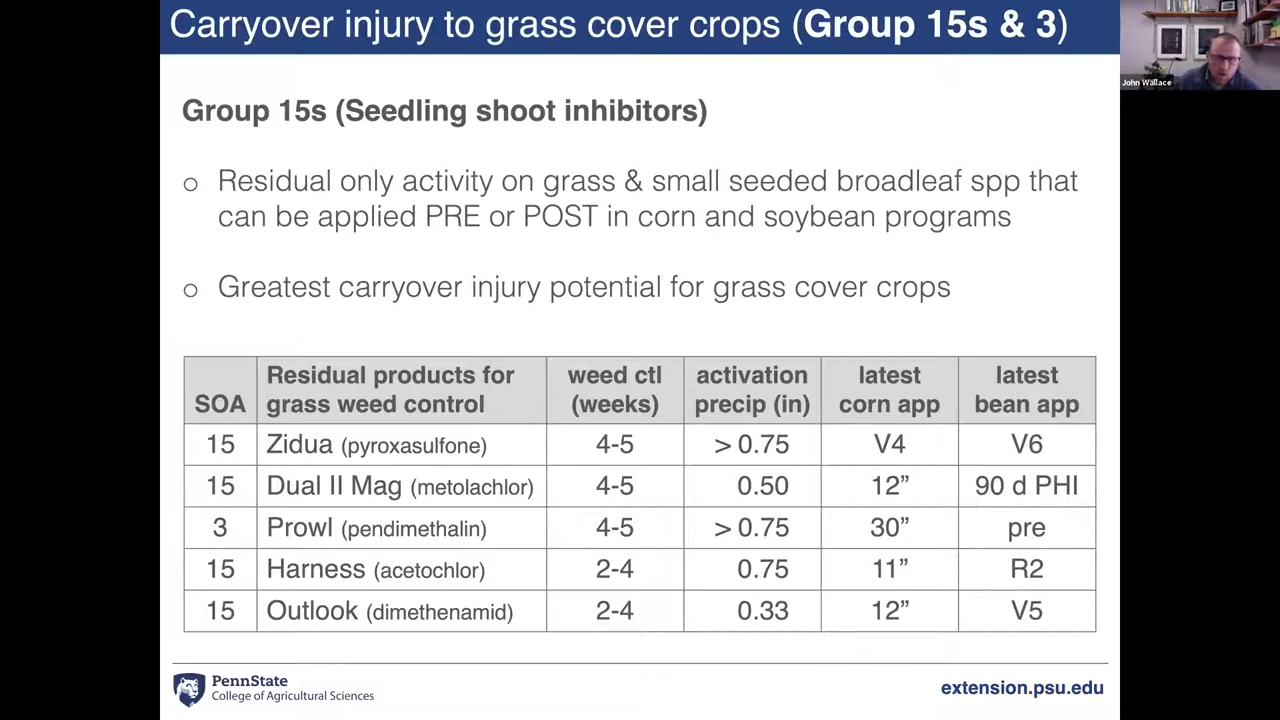 Carryover injury to grass cover crops (Group 15s & 3)
John Wallace
Group 15s (Seedling shoot inhibitors)
o Residual only activity on grass & small seeded broadleaf spp that
can be applied PRE or POST in corn and soybean programs
o Greatest carryover injury potential for grass cover crops
SOA Residual products for grass weed control weed ctl (weeks) activation precip (in) latest corn app latest bean app
15 Zidua (pyroxasulfone) 4-5 > 0.75 V4 V6
15 Dual II Mag (metolachlor) 4-5 0.50 12” 90 d PHI
3 Prowl (pendimethalin) 4-5 > 0.75 30” pre
15 Harness (acetochlor) 2-4 0.75 11” R2
15 Outlook (dimethenamid) 2-4 0.33 12” V5
PennState
College of Agricultural Sciences
extension.psu.edu